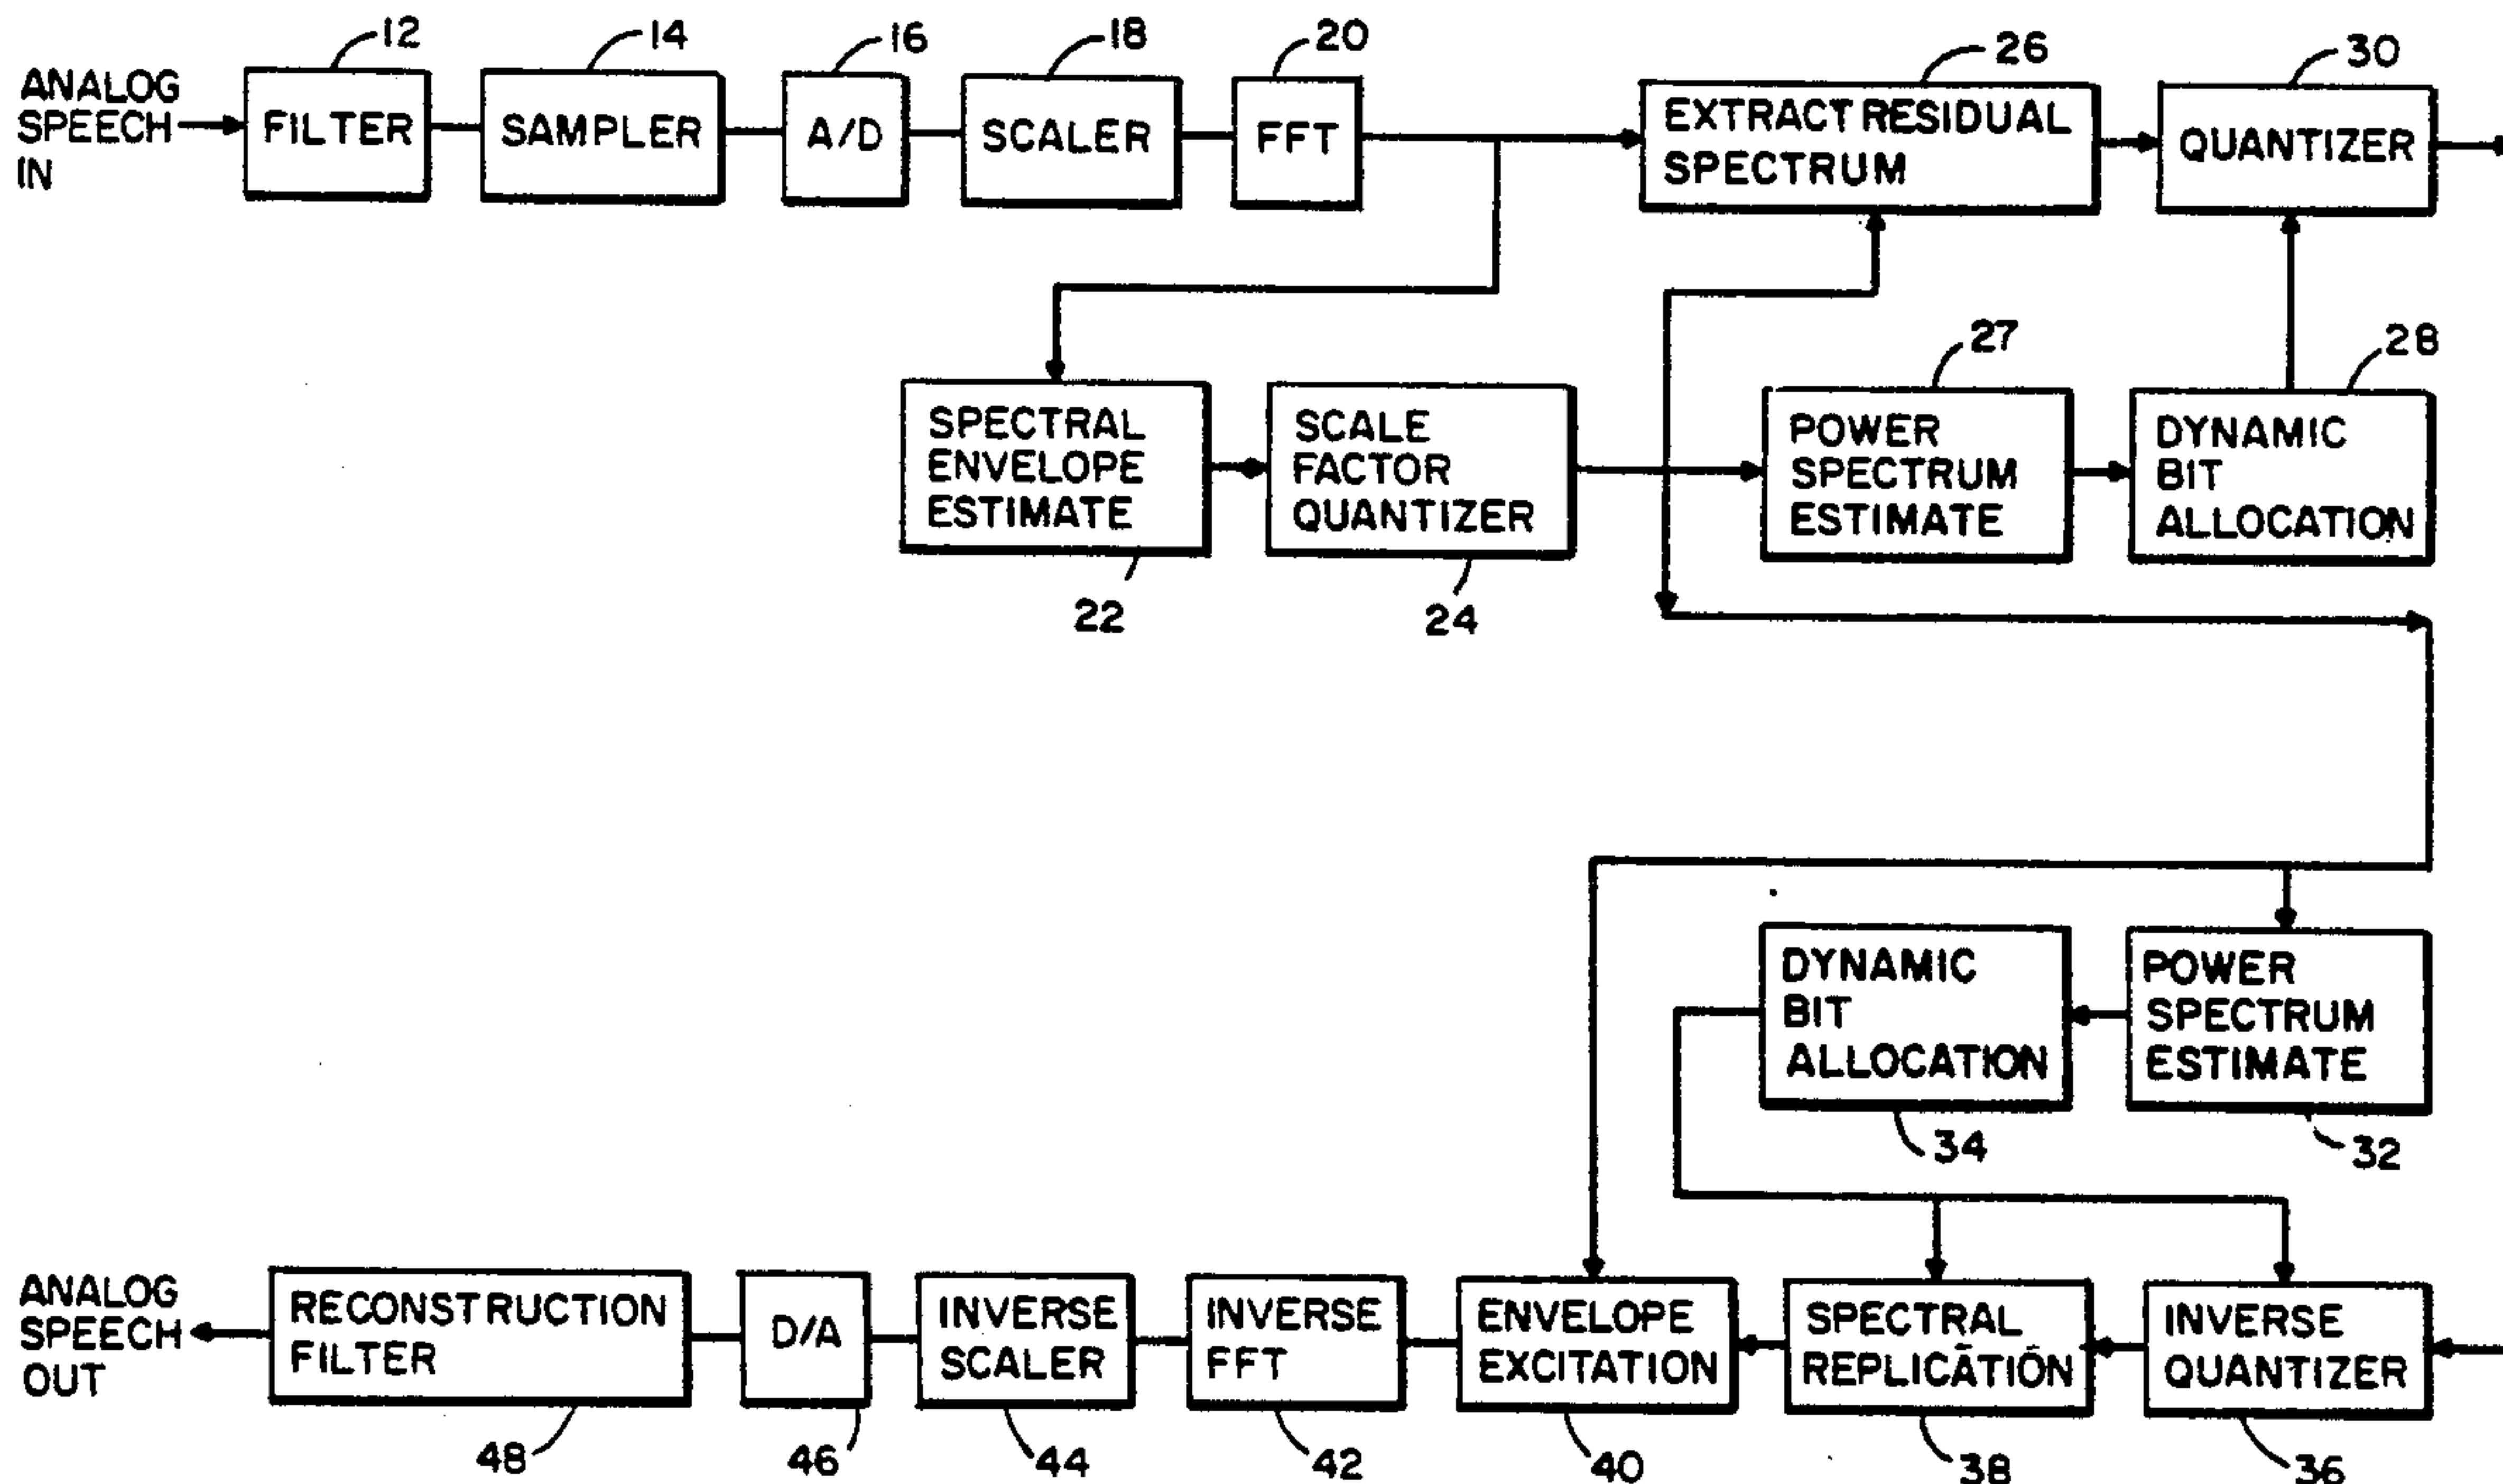 12
14
16
18
20
26
30
ANALOG
SPEECH
IN
FILTER
SAMPLER
A/D
SCALER
FFT
EXTRACT RESIDUAL
SPECTRUM
QUANTIZER
27
28
SPECTRAL
ENVELOPE
ESTIMATE
SCALE
FACTOR
QUANTIZER
POWER
SPECTRUM
ESTIMATE
DYNAMIC
BIT
ALLOCATION
22
24
DYNAMIC
BIT
ALLOCATION
POWER
SPECTRUM
ESTIMATE
34
32
ANALOG
SPEECH
OUT
RECONSTRUCTION
FILTER
D/A
INVERSE
SCALER
INVERSE
FFT
ENVELOPE
EXCITATION
SPECTRAL
REPLICATION
INVERSE
QUANTIZER
48
46
44
42
40
38
36